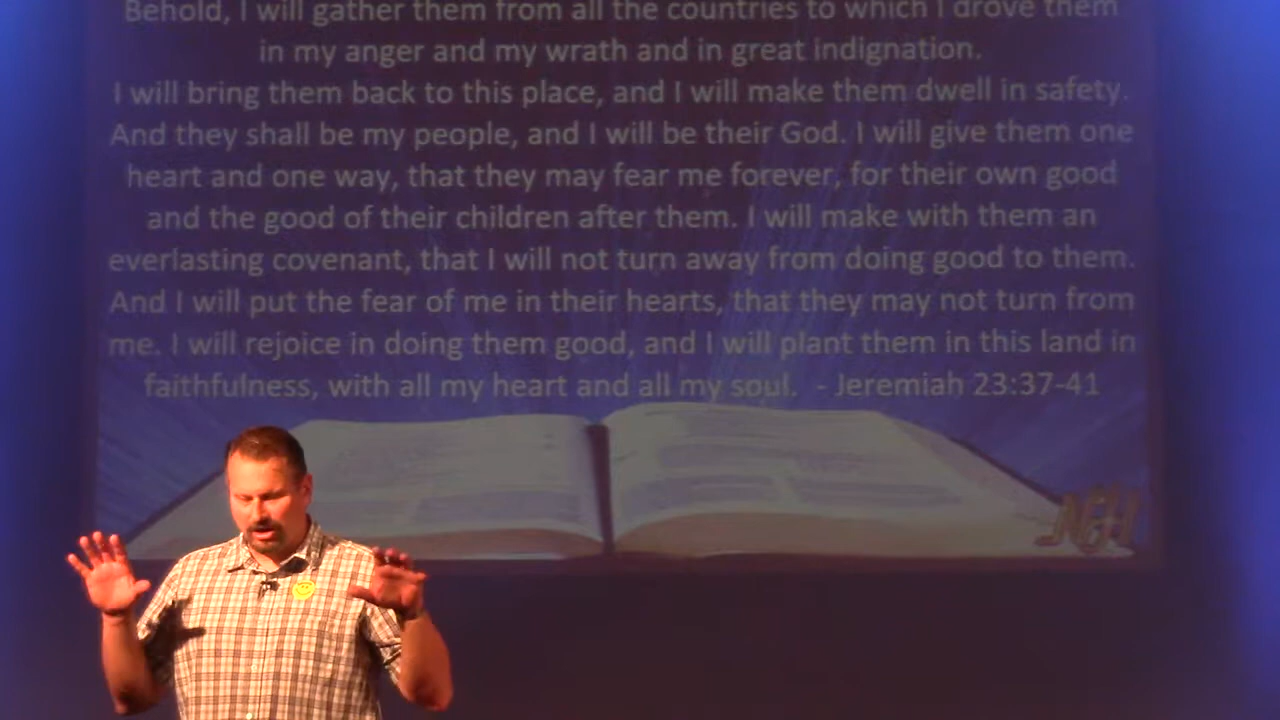 Behold, I will gather them from all the countries to which I drove them
in my anger and my wrath and in great indignation.
I will bring them back to this place, and I will make them dwell in safety.
And they shall be my people, and I will be their God. I will give them one
heart and one way, that they may fear me forever, for their own good
and the good of their children after them. I will make with them an
everlasting covenant, that I will not turn away from doing good to them.
And I will put the fear of me in their hearts, that they may not turn from
me. I will rejoice in doing them good, and I will plant them in this land in
faithfulness, with all my heart and all my soul. - Jeremiah 23:37-41
NH